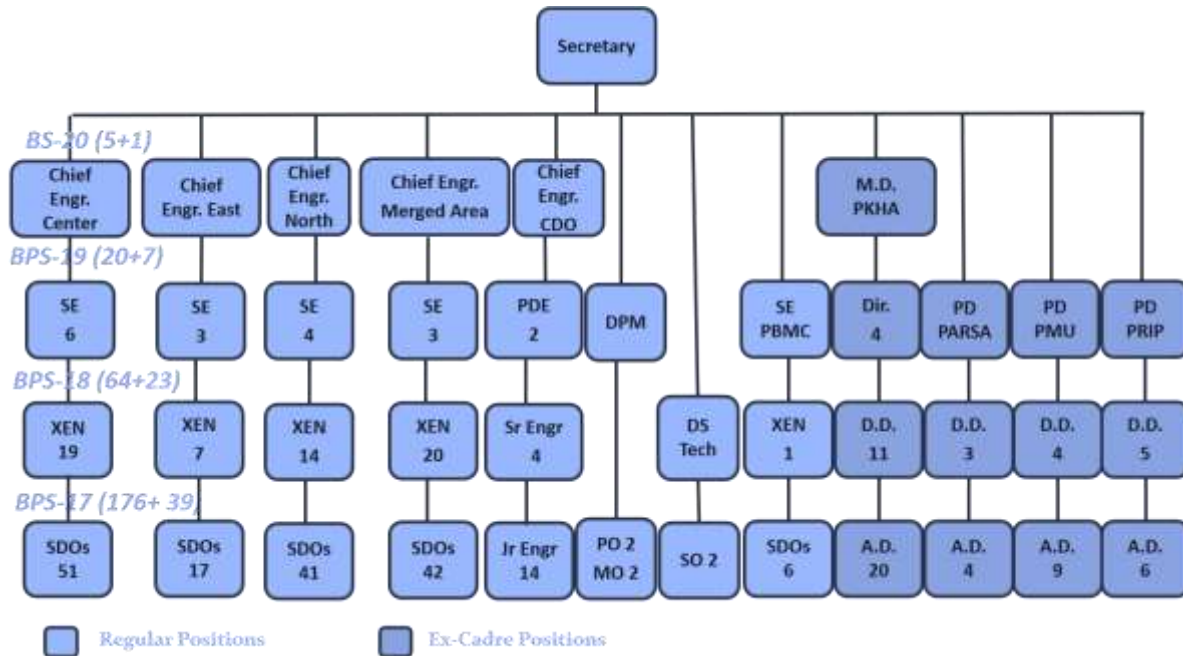 Secretary
BS-20 (5+1)
Chief
Engr.
Center
Chief
Engr. East
Chief
Engr.
North
Chief Engr.
Merged Area
Chief
Engr.
CDO
M.D.
PKHA
BPS-19 (20+7)
SE
6
SE
3
SE
4
SE
3
PDE
2
DPM
SE
PBMC
Dir.
4
PD
PARSA
PD
PMU
PD
PRIP
BPS-18 (64+23)
XEN
19
XEN
7
XEN
14
XEN
20
Sr Engr
4
DS
Tech
XEN
1
D.D.
11
D.D.
3
D.D.
4
D.D.
5
BPS-17 (176+ 39)
SDOs
51
SDOs
17
SDOs
41
SDOs
42
Jr Engr
14
PO 2
MO 2
SO 2
SDOs
6
A.D.
20
A.D.
4
A.D.
9
A.D.
6
Regular Positions
Ex-Cadre Positions